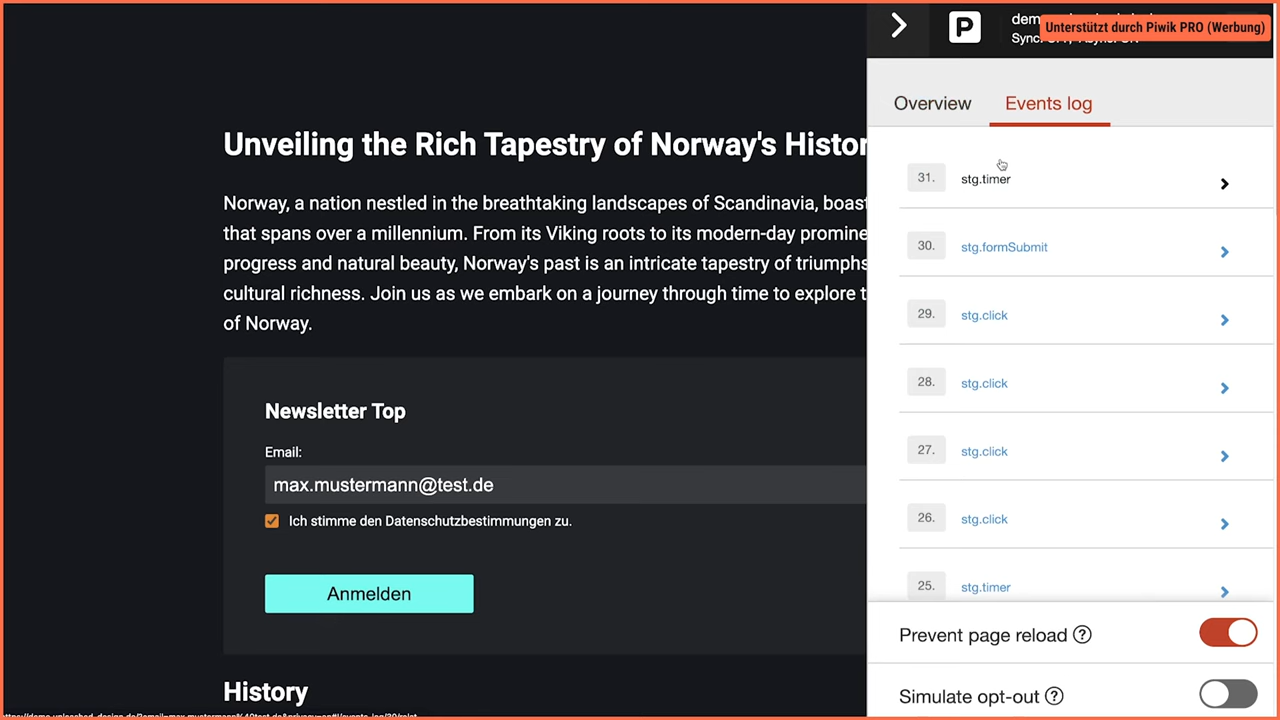 Unterstützt durch Piwik PRO (Werbung)
Overview
Events log
Unveiling the Rich Tapestry of Norway's Histor
Norway, a nation nestled in the breathtaking landscapes of Scandinavia, boast
that spans over a millennium. From its Viking roots to its modern-day promine
progress and natural beauty, Norway's past is an intricate tapestry of triumphs
cultural richness. Join us as we embark on a journey through time to explore t
of Norway.
Newsletter Top
Email:
max.mustermann@test.de
Ich stimme den Datenschutzbestimmungen zu.
Anmelden
History
31. stg.timer
30. stg.formSubmit
29. stg.click
28. stg.click
27. stg.click
26. stg.click
25. stg.timer
Prevent page reload ?
Simulate opt-out ?